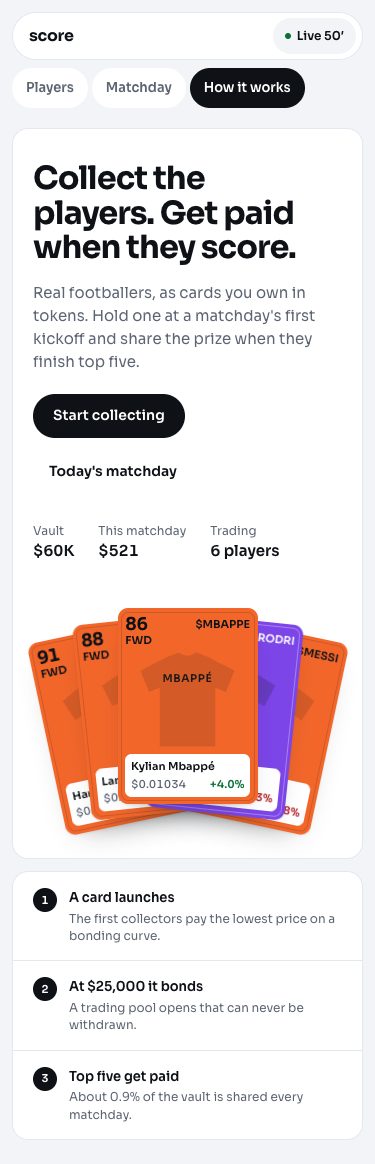 score
Live 50'
Players
Matchday
How it works
Collect the
players. Get paid
when they score.
Real footballers, as cards you own in
tokens. Hold one at a matchday's first
kickoff and share the prize when they
finish top five.
Start collecting
Today's matchday
Vault
$60K
This matchday
$521
Trading
6 players
91
FWD
88
FWD
86
FWD
$MBAPPE
MBAPPÉ
Kylian Mbappé
$0.01034
+4.0%
RODRI
$MESSI
1
A card launches
The first collectors pay the lowest price on a
bonding curve.
2
At $25,000 it bonds
A trading pool opens that can never be
withdrawn.
3
Top five get paid
About 0.9% of the vault is shared every
matchday.